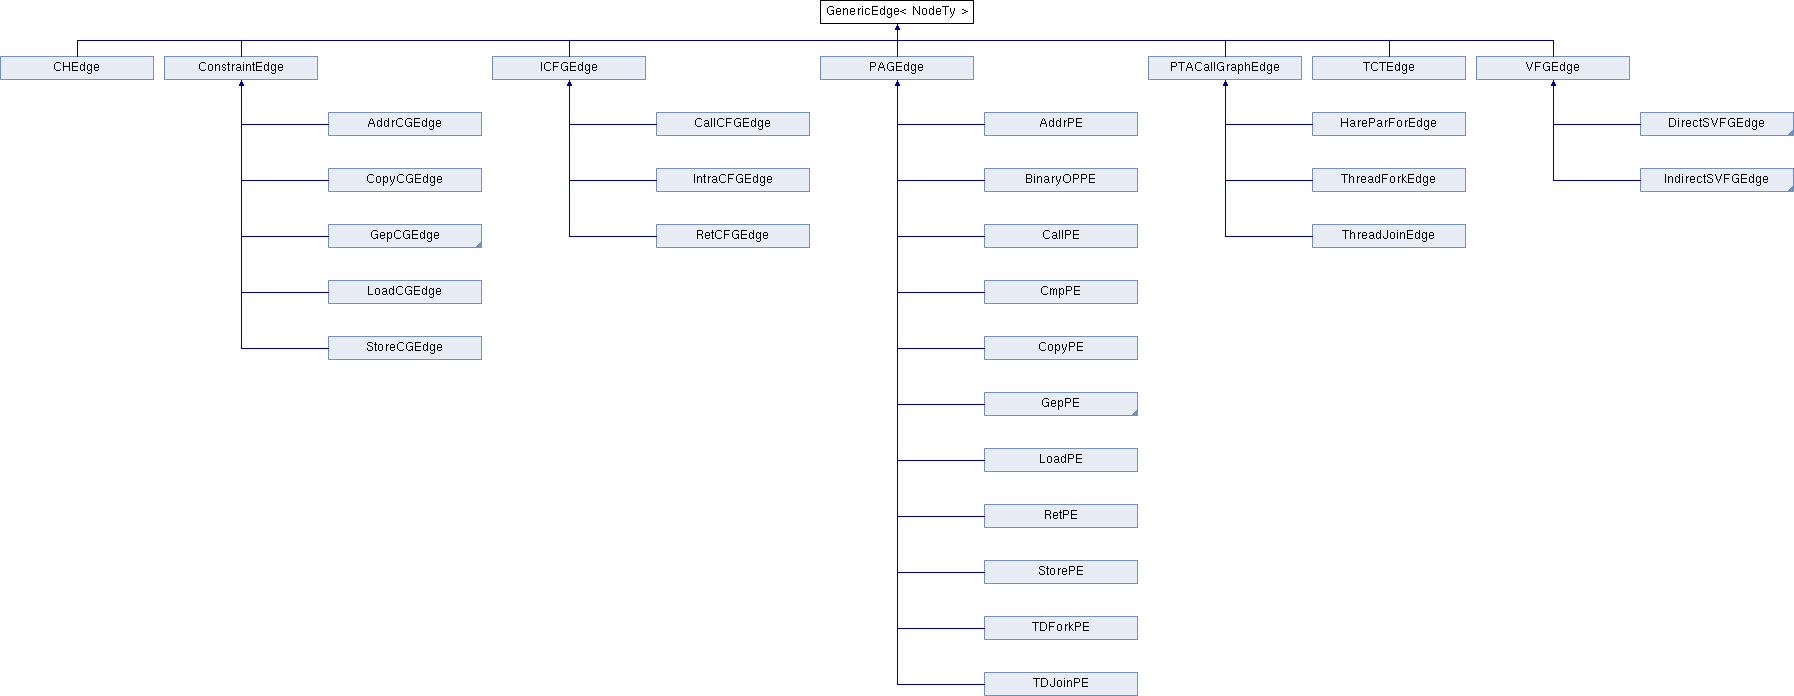 GenericEdge< NodeTy >
CHEdge
ConstraintEdge
ICFGEdge
PAGEdge
PTACallGraphEdge
TCTEdge
VFGEdge
AddrCGEdge
CallCFGEdge
AddrPE
HareParForEdge
DirectSVFGEdge
CopyCGEdge
IntraCFGEdge
BinaryOPPE
ThreadForkEdge
IndirectSVFGEdge
GepCGEdge
RetCFGEdge
CallPE
ThreadJoinEdge
LoadCGEdge
CmpPE
StoreCGEdge
CopyPE
GepPE
LoadPE
RetPE
StorePE
TDForkPE
TDJoinPE